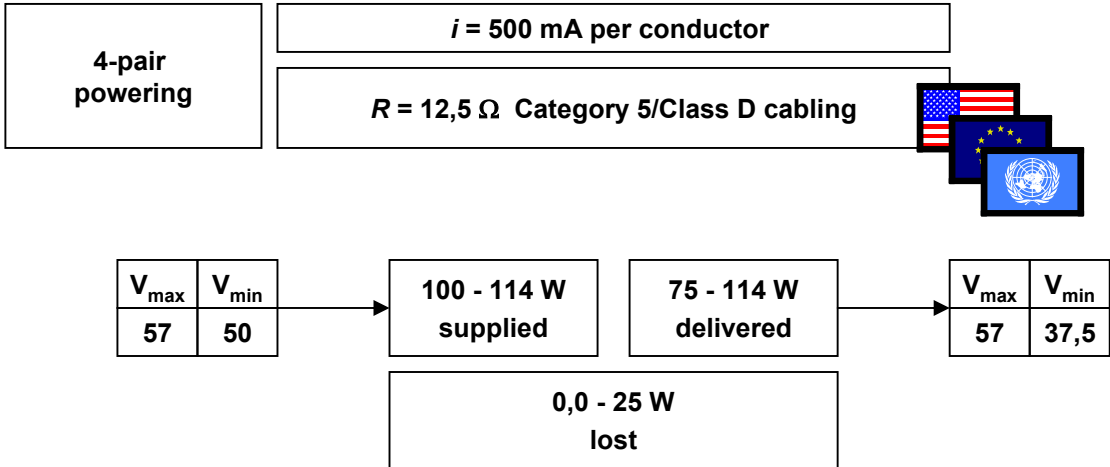 4-pair
powering
i = 500 mA per conductor
R = 12,5 Ω Category 5/Class D cabling
Vmax Vmin
57 50
100 - 114 W
supplied
75 - 114 W
delivered
Vmax Vmin
57 37,5
0,0 - 25 W
lost